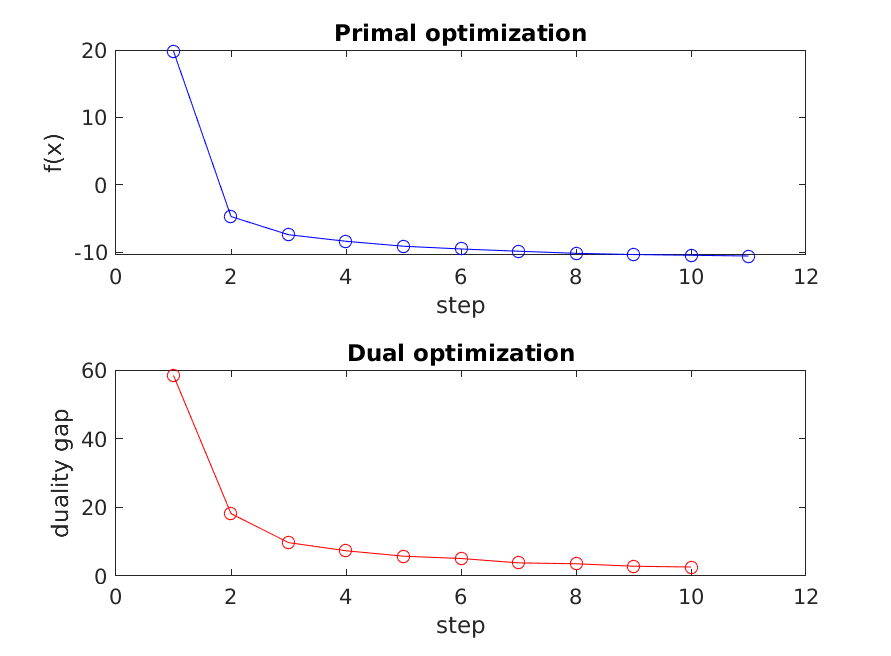 Primal optimization
20
10
0
-10
f(x)
0 2 4 6 8 10 12
step
Dual optimization
60
40
20
0
duality gap
0 2 4 6 8 10 12
step